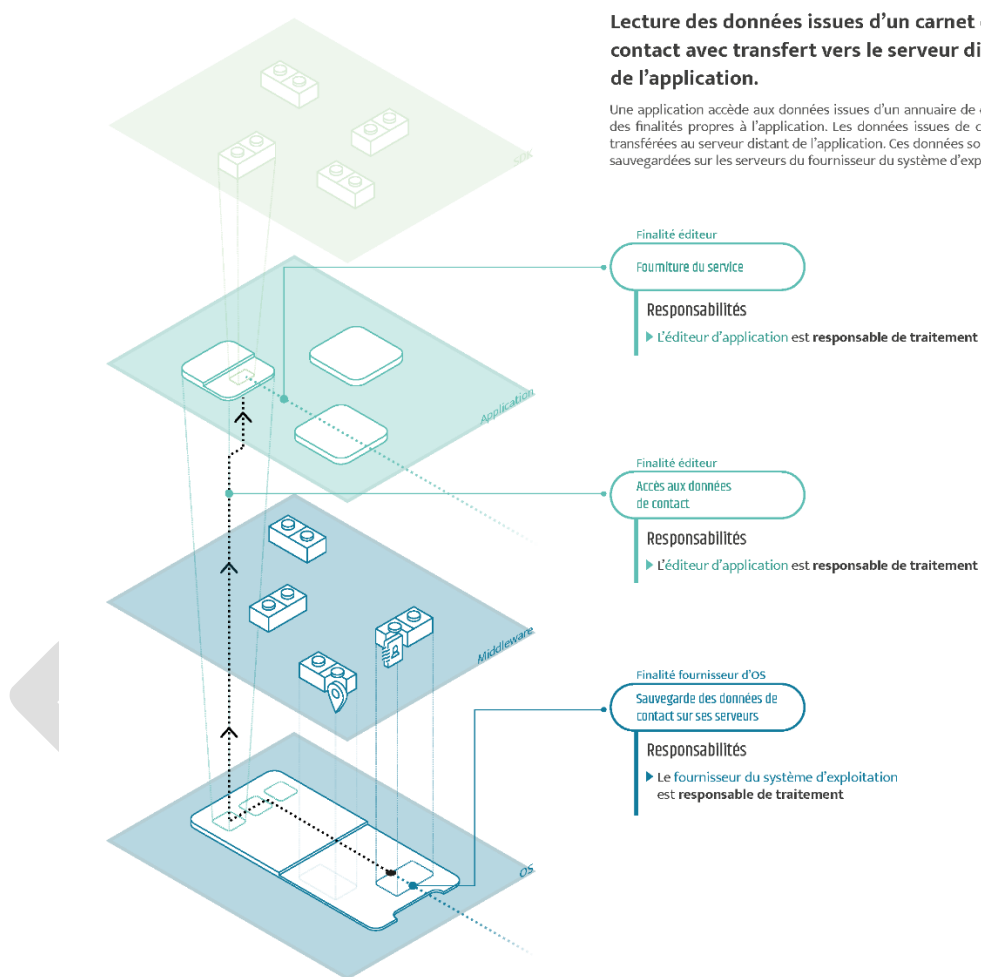 Lecture des données issues d'un carnet
contact avec transfert vers le serveur
de l'application.
Une application accède aux données issues d'un annuaire de
des finalités propres à l'application. Les données issues de
transférées au serveur distant de l'application. Ces données
sauvegardées sur les serveurs du fournisseur du système
SDK
Finalité éditeur
Fourniture du service
Responsabilités
L'éditeur d'application est responsable de traitement
Application
Finalité éditeur
Accès aux données
de contact
Responsabilités
L'éditeur d'application est responsable de traitement
Middleware
Finalité fournisseur d'OS
Sauvegarde des données de
contact sur ses serveurs
Responsabilités
Le fournisseur du système d'exploitation
est responsable de traitement
OS